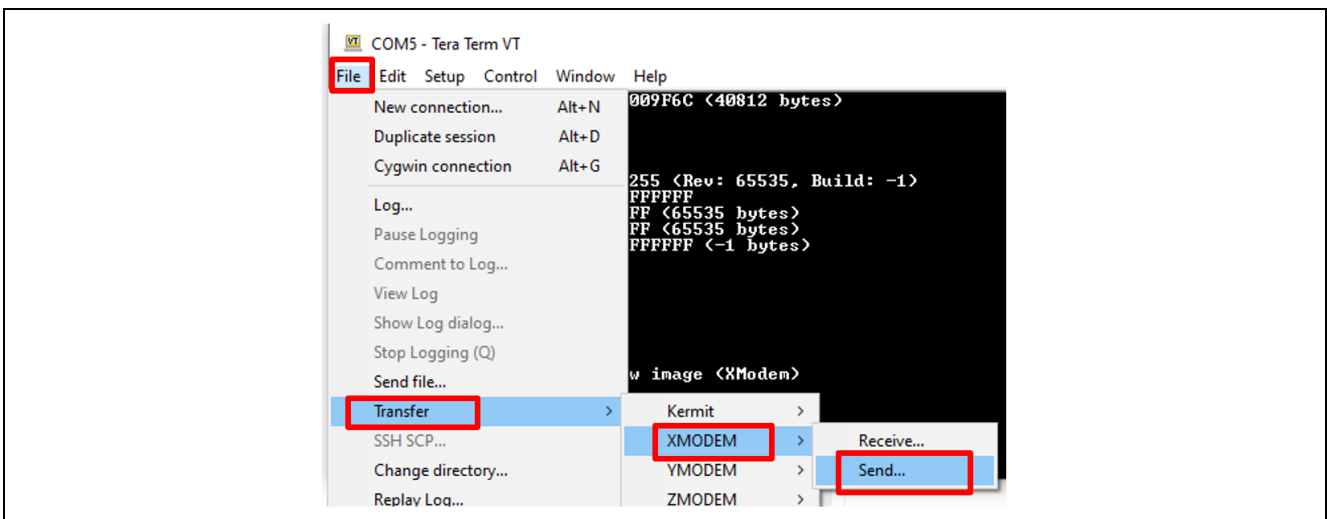 COM5 - Tera Term VT
File Edit Setup Control Window Help
New connection... Alt+N
Duplicate session Alt+D
Cygwin connection Alt+G
Log...
Pause Logging
Comment to Log...
View Log
Show Log dialog...
Stop Logging (Q)
Send file...
Transfer >
SSH SCP...
Change directory...
Replay Log...
009F6C (40812 bytes)
255 (Rev: 65535, Build: -1)
FFFFFF
FF (65535 bytes)
FF (65535 bytes)
FFFFFF (-1 bytes)
w image (XModem)
Kermit >
XMODEM >
YMODEM >
ZMODEM >
Receive...
Send...